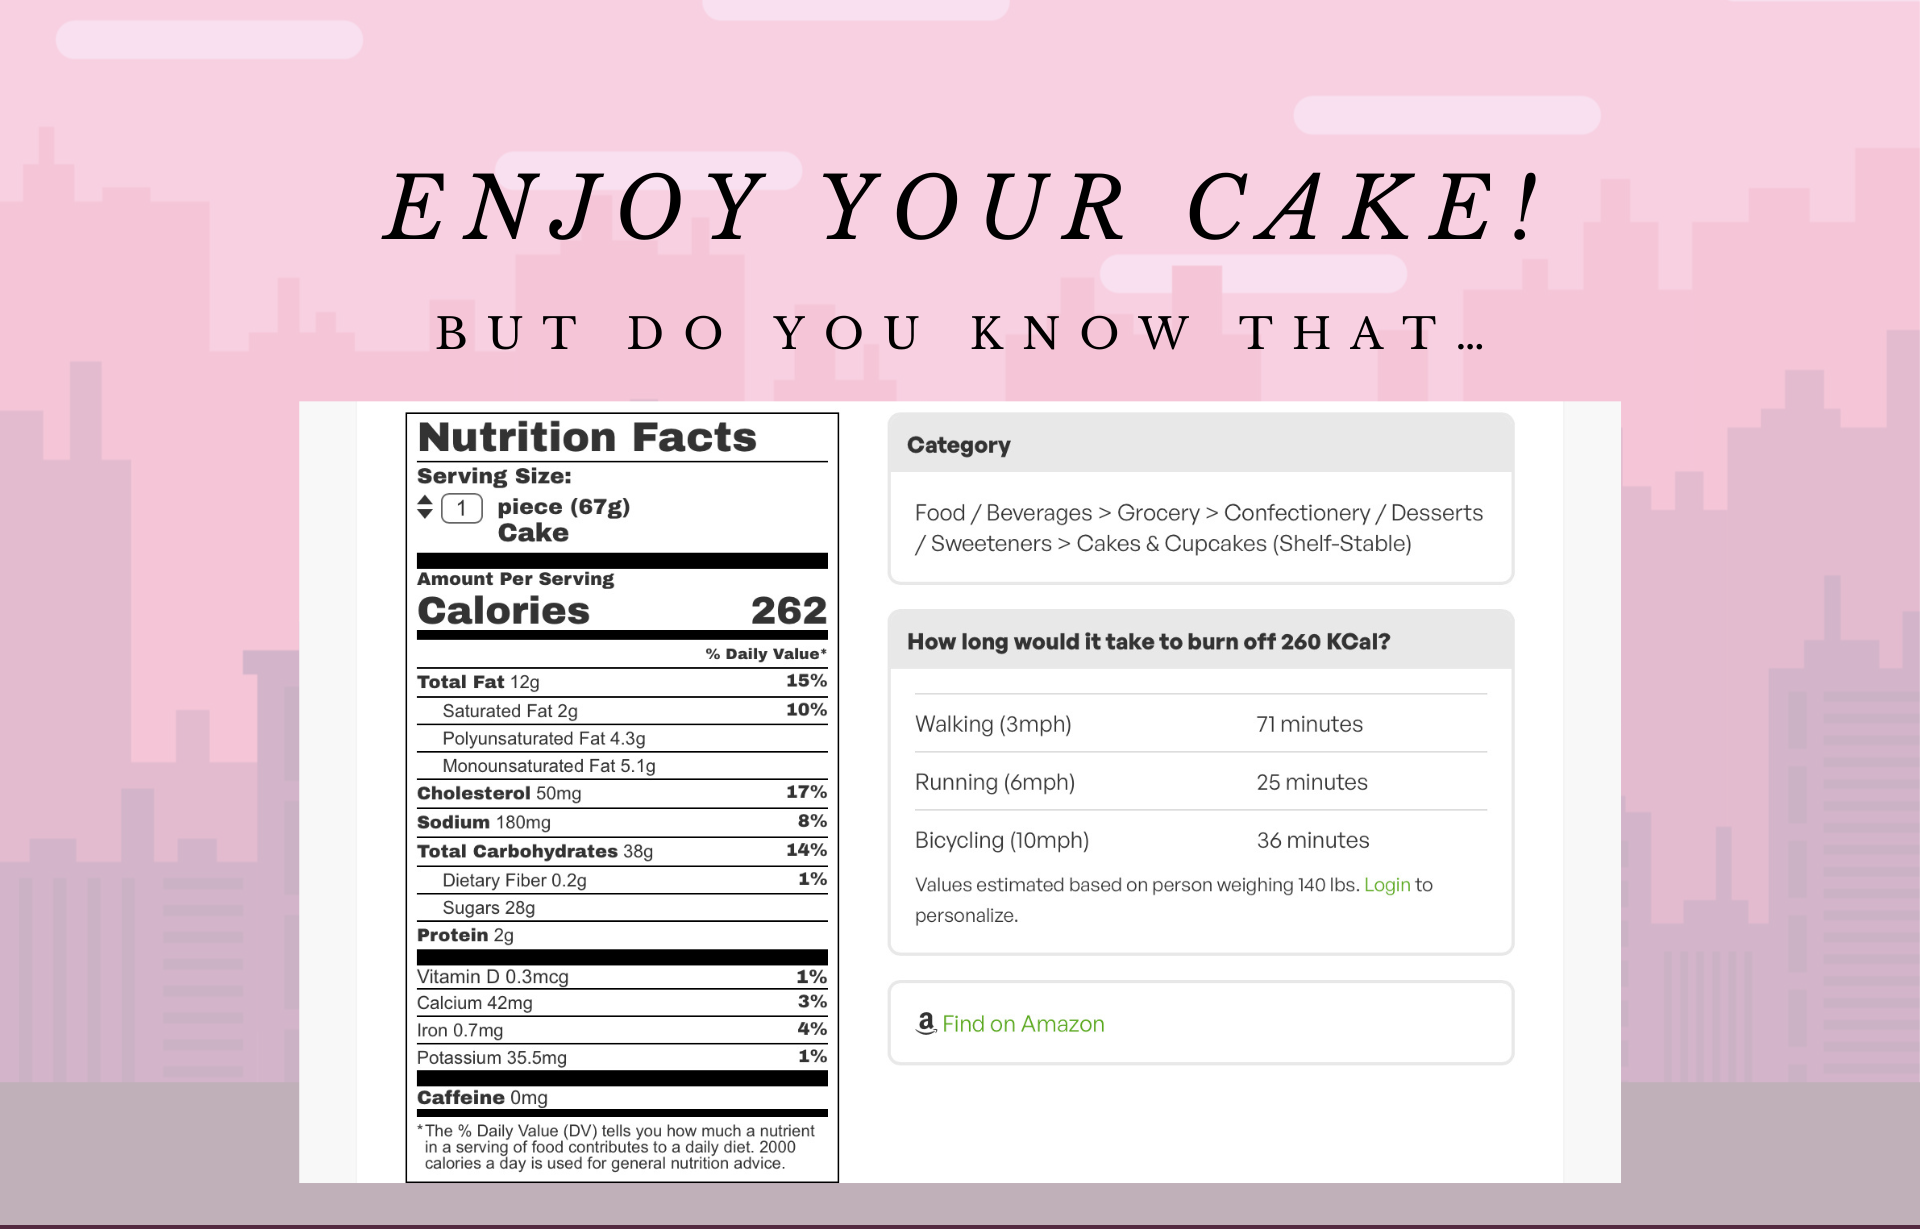 ENJOY YOUR CAKE!
BUT DO YOU KNOW THAT…
Nutrition Facts
Serving Size:
1 piece (67g)
Cake
Amount Per Serving
Calories 262
% Daily Value*
Total Fat 12g 15%
Saturated Fat 2g 10%
Polyunsaturated Fat 4.3g
Monounsaturated Fat 5.1g
Cholesterol 50mg 17%
Sodium 180mg 8%
Total Carbohydrates 38g 14%
Dietary Fiber 0.2g 1%
Sugars 28g
Protein 2g
Vitamin D 0.3mcg 1%
Calcium 42mg 3%
Iron 0.7mg 4%
Potassium 35.5mg 1%
Caffeine 0mg
*The % Daily Value (DV) tells you how much a nutrient
in a serving of food contributes to a daily diet. 2000
calories a day is used for general nutrition advice.
Category
Food / Beverages > Grocery > Confectionery / Desserts
/ Sweeteners > Cakes & Cupcakes (Shelf-Stable)
How long would it take to burn off 260 KCal?
Walking (3mph) 71 minutes
Running (6mph) 25 minutes
Bicycling (10mph) 36 minutes
Values estimated based on person weighing 140 lbs. Login to
personalize.
a Find on Amazon